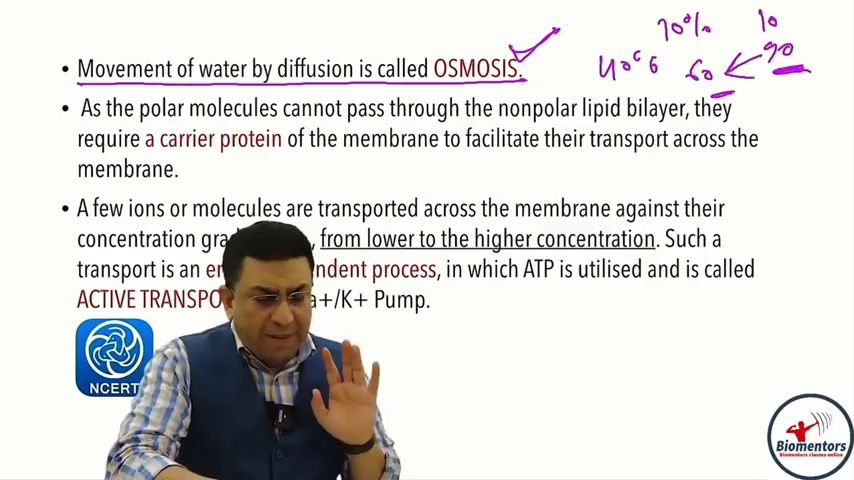 10% 10
40% 60 90
• Movement of water by diffusion is called OSMOSIS.
• As the polar molecules cannot pass through the nonpolar lipid bilayer, they
require a carrier protein of the membrane to facilitate their transport across the
membrane.
• A few ions or molecules are transported across the membrane against their
concentration from lower to the higher concentration. Such a
transport is an process, in which ATP is utilised and is called
ACTIVE a+/K+ Pump.
NCERT
Biomentors
Biomentors classes online